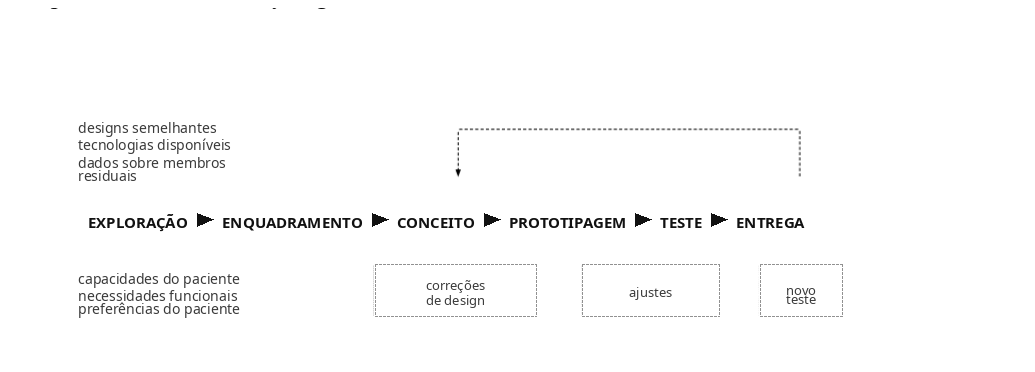 designs semelhantes
tecnologias disponíveis
dados sobre membros
residuais
EXPLORAÇÃO ENQUADRAMENTO CONCEITO PROTOTIPAGEM TESTE ENTREGA
capacidades do paciente
necessidades funcionais
preferências do paciente
correções
de design
ajustes
novo
teste